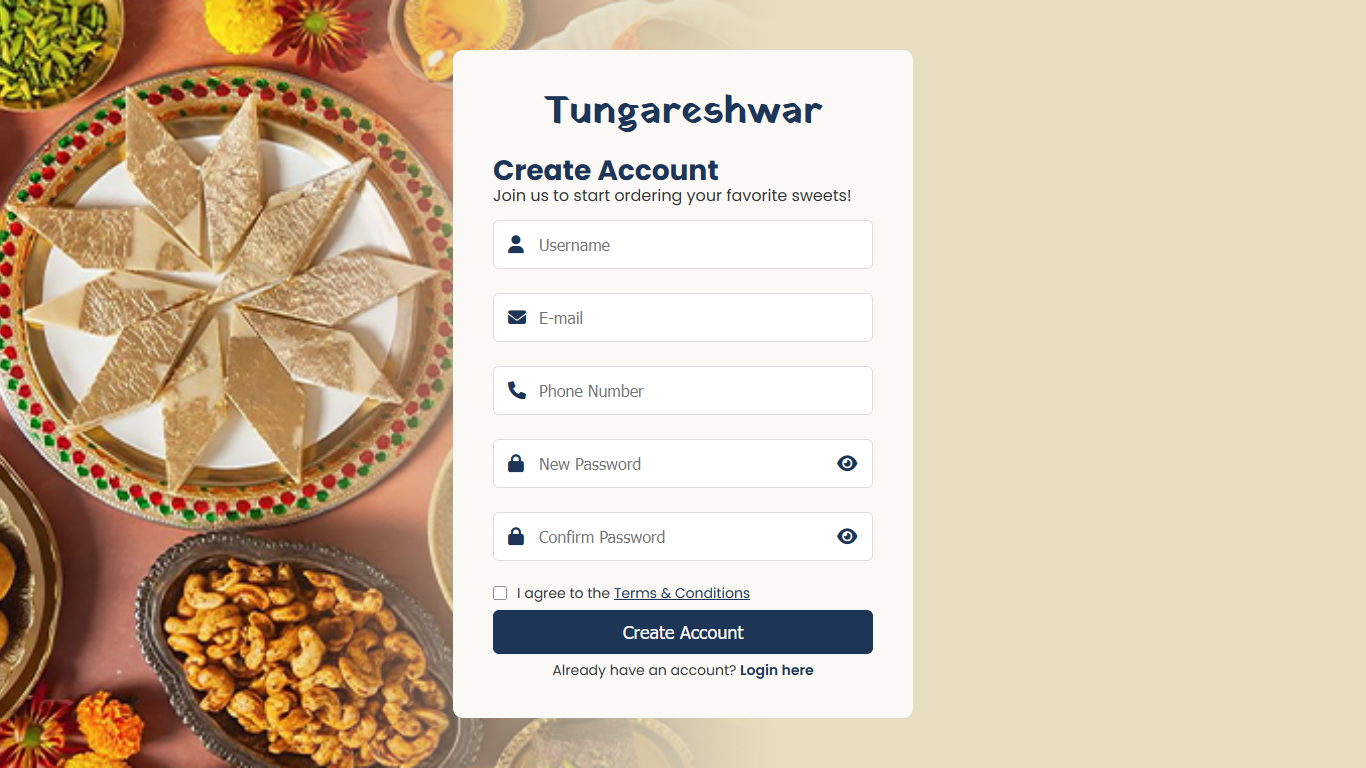 Tungareshwar
Create Account
Join us to start ordering your favorite sweets!
Username
E-mail
Phone Number
New Password
Confirm Password
I agree to the Terms & Conditions
Create Account
Already have an account? Login here